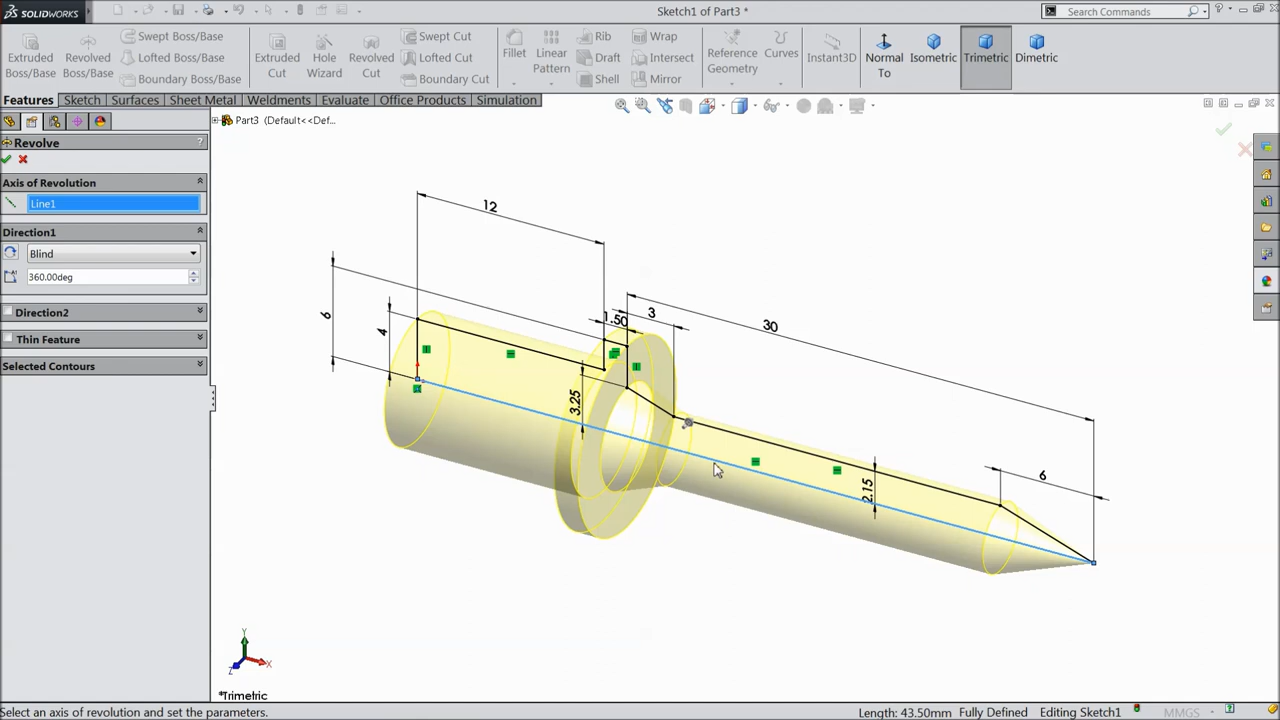 SOLIDWORKS
Sketch1 of Part3 *
Search Commands
Extruded Boss/Base
Revolved Boss/Base
Swept Boss/Base
Lofted Boss/Base
Boundary Boss/Base
Extruded Cut
Hole Wizard
Revolved Cut
Swept Cut
Lofted Cut
Boundary Cut
Fillet
Linear Pattern
Rib
Draft
Shell
Wrap
Intersect
Mirror
Reference Geometry
Curves
Instant3D
Normal To
Isometric
Trimetric
Dimetric
Features Sketch Surfaces Sheet Metal Weldments Evaluate Office Products Simulation
Part3 (Default<<Def...
Revolve ?
Axis of Revolution
Line1
Direction1
Blind
360.00deg
Direction2
Thin Feature
Selected Contours
12
6
4
1.50
3
30
3.25
2.15
6
Y
X
Z
*Trimetric
Select an axis of revolution and set the parameters.
Length: 43.50mm Fully Defined Editing Sketch1 MMGS